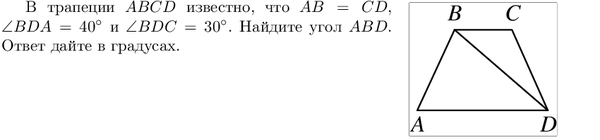 В трапеции ABCD известно, что AB = CD,
∠BDA = 40° и ∠BDC = 30°. Найдите угол ABD.
Ответ дайте в градусах.
B C
A D